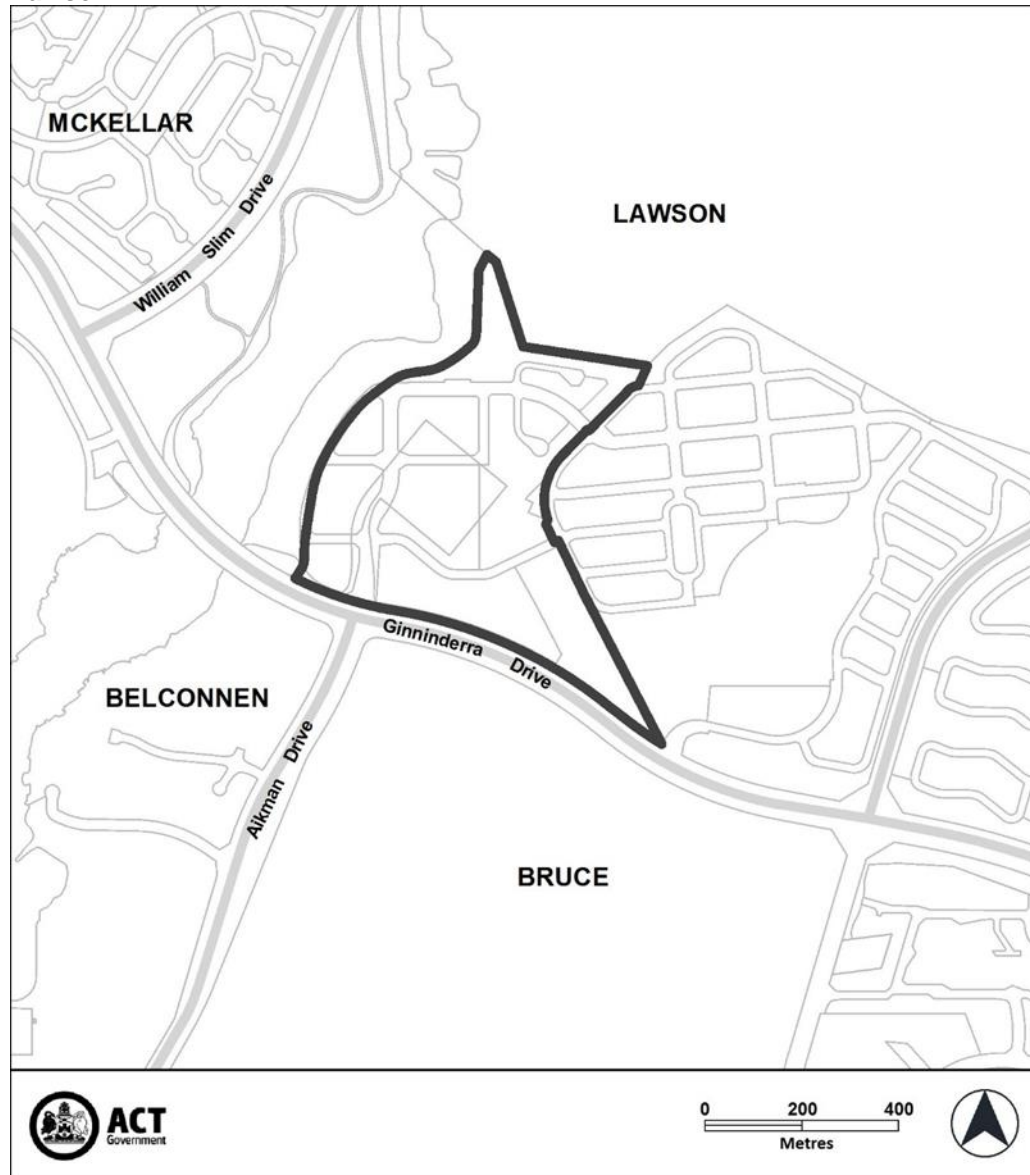 MCKELLAR
LAWSON
William Slim Drive
Ginninderra Drive
BELCONNEN
Aikman Drive
BRUCE
ACT
Government
0 200 400
Metres